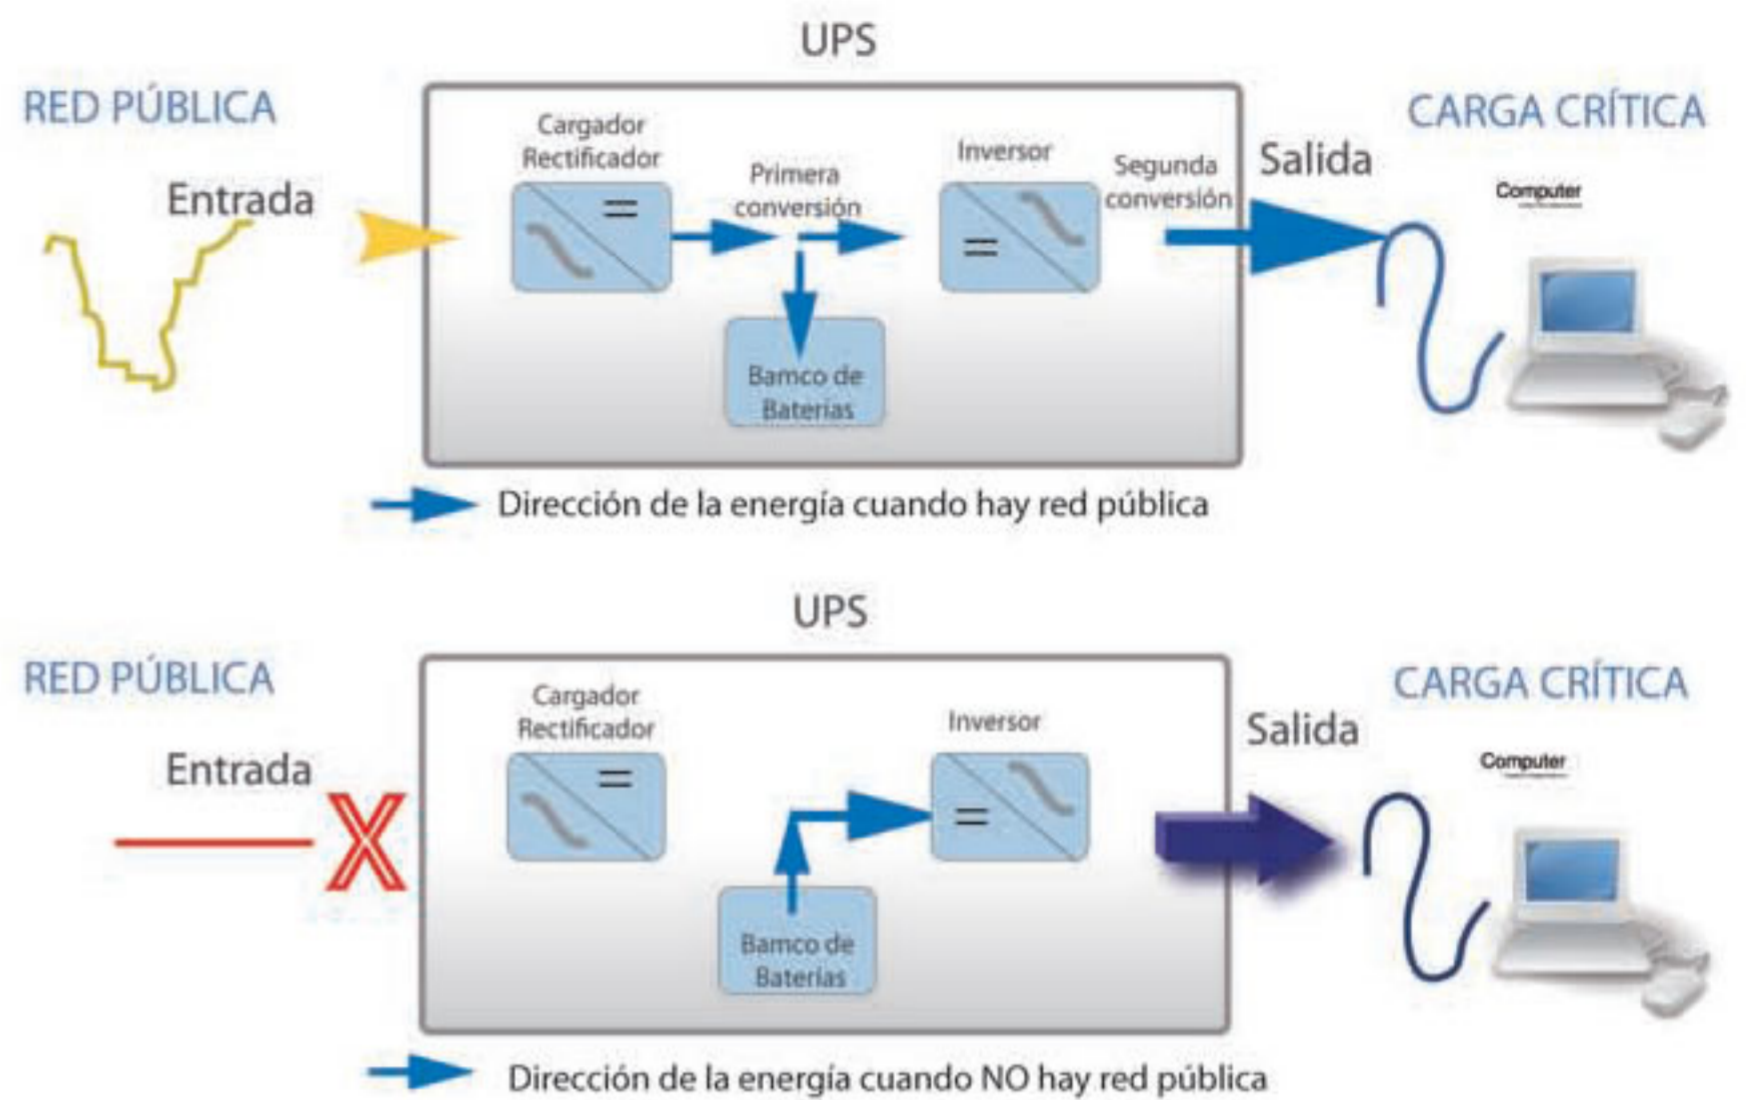 UPS
RED PÚBLICA
CARGA CRÍTICA
Entrada
Cargador
Rectificador
Primera
conversión
Inversor
Segunda
conversión
Salida
Computer
Bamco de
Baterías
Dirección de la energía cuando hay red pública
UPS
RED PÚBLICA
CARGA CRÍTICA
Entrada
X
Cargador
Rectificador
Inversor
Salida
Computer
Bamco de
Baterías
Dirección de la energía cuando NO hay red pública